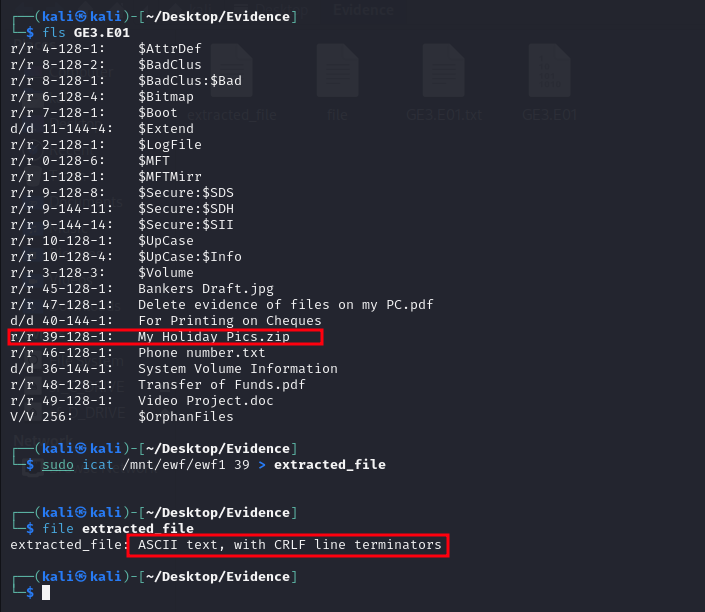 ┌──(kali㉿kali)-[~/Desktop/Evidence]
└─$ fls GE3.E01
r/r 4-128-1: $AttrDef
r/r 8-128-2: $BadClus
r/r 8-128-1: $BadClus:$Bad
r/r 6-128-4: $Bitmap
r/r 7-128-1: $Boot
d/d 11-144-4: $Extend
r/r 2-128-1: $LogFile
r/r 0-128-6: $MFT
r/r 1-128-1: $MFTMirr
r/r 9-128-8: $Secure:$SDS
r/r 9-144-11: $Secure:$SDH
r/r 9-144-14: $Secure:$SII
r/r 10-128-1: $UpCase
r/r 10-128-4: $UpCase:$Info
r/r 3-128-3: $Volume
r/r 45-128-1: Bankers Draft.jpg
r/r 47-128-1: Delete evidence of files on my PC.pdf
d/d 40-144-1: For Printing on Cheques
r/r 39-128-1: My Holiday Pics.zip
r/r 46-128-1: Phone number.txt
d/d 36-144-1: System Volume Information
r/r 48-128-1: Transfer of Funds.pdf
r/r 49-128-1: Video Project.doc
V/V 256: $OrphanFiles
┌──(kali㉿kali)-[~/Desktop/Evidence]
└─$ sudo icat /mnt/ewf/ewf1 39 > extracted_file
┌──(kali㉿kali)-[~/Desktop/Evidence]
└─$ file extracted_file
extracted_file: ASCII text, with CRLF line terminators
┌──(kali㉿kali)-[~/Desktop/Evidence]
└─$